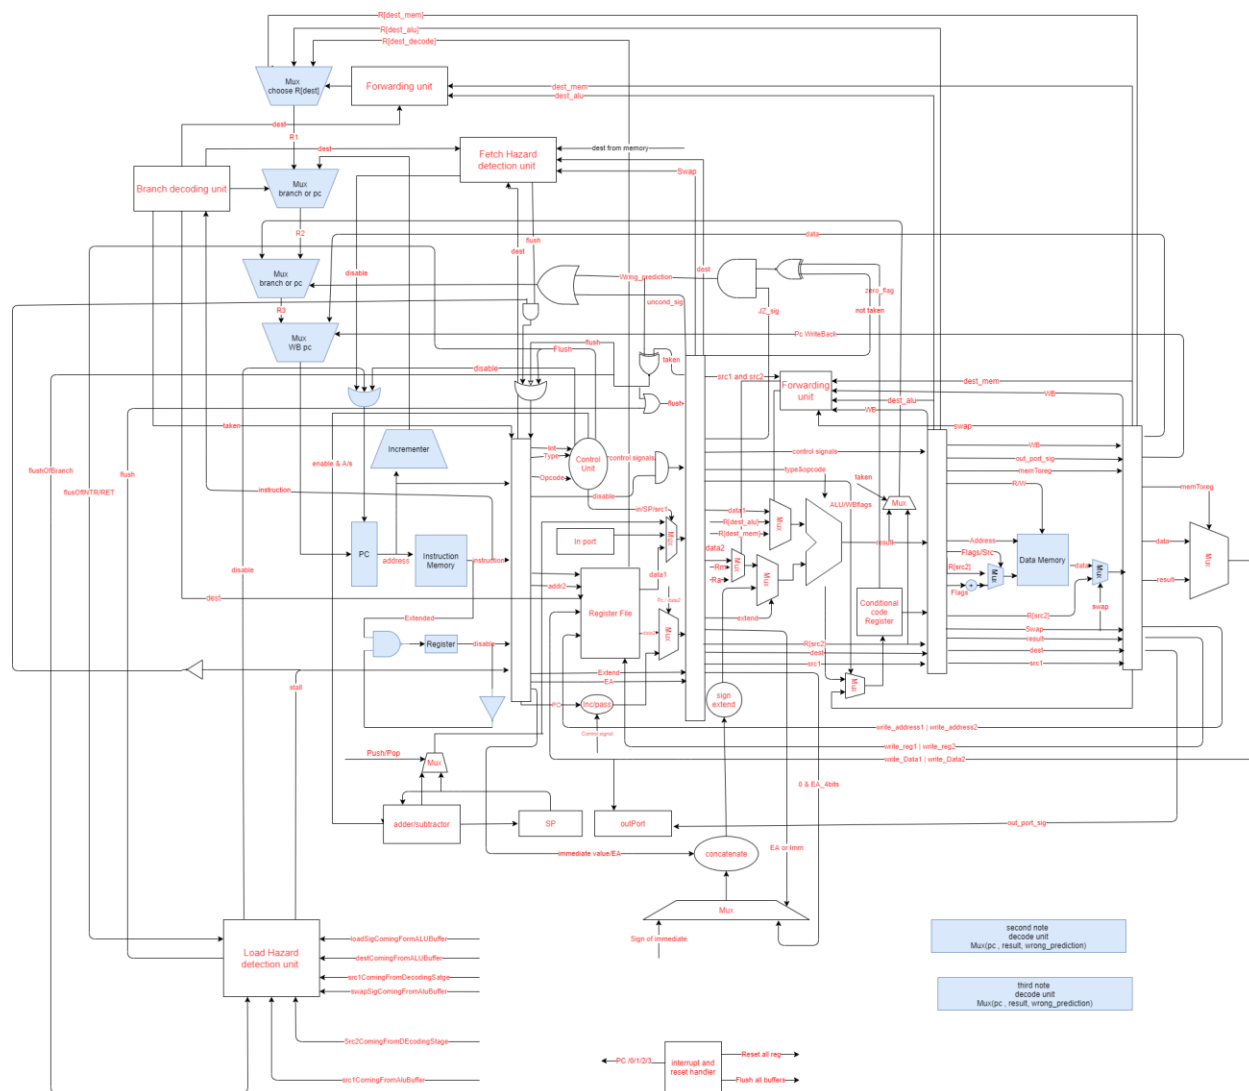 R[dest_mem]
R[dest_alu]
R[dest_decode]
Mux
choose R[dest]
Forwarding unit
dest_mem
dest_alu
dest
R1
dest
Fetch Hazard
detection unit
dest from memory
Swap
Branch decoding unit
Mux
branch or pc
R2
flush
dest
data
Mux
branch or pc
disable
Wrong_prediction
dest
zero_flag
R3
uncond_sig
JZ_sig
not taken
Mux
WB pc
Pc WriteBack
flush
Flush
taken
disable
src1 and src2
Forwarding
unit
dest_mem
WB
dest_alu
WB
flush
taken
swap
Incrementer
enable & A/s
Int
Type
Opcode
Control
Unit
control signals
control signals
WB
out_port_sig
memToreg
R/W
flushOfBranch
flush
flusOfINTR/RET
type&opcode
taken
instruction
disable
ALU/WBflags
Mux
memToreg
in/SP/src1
data1
R[dest_alu]
R[dest_mem]
Mux
In port
Mux
PC
address
Instruction
Memory
instruction
result
Address
Flags/Src
Data Memory
data
data
Mux
data2
Rm
Ra
Mux
Mux
R[src2]
Mux
Mux
result
disable
data1
addr2
Register File
Flags
dest
Pc / data2
Conditional
code
Register
swap
Extended
extend
R[src2]
Register
disable
Mux
R[src2]
dest
src1
Swap
result
dest
src1
stall
Extend
EA
Mux
sign
extend
PC
inc/pass
write_address1 | write_address2
Control signal
write_reg1 | write_reg2
Push/Pop
Mux
write_Data1 | write_Data2
0 & EA_4bits
adder/subtractor
SP
outPort
out_port_sig
immediate value/EA
concatenate
EA or Imm
Mux
Sign of immediate
second note
decode unit
Mux(pc , result, wrong_prediction)
Load Hazard
detection unit
loadSigComingFormALUBuffer
destComingFromALUBuffer
src1ComingFromDecodingSatge
swapSigComingFromAluBuffer
third note
decode unit
Mux(pc , result, wrong_prediction)
Src2ComingFromDEcodingStage
src1ComingFromAluBuffer
PC /0/1/2/3
interrupt and
reset handler
Reset all reg
Flush all buffers